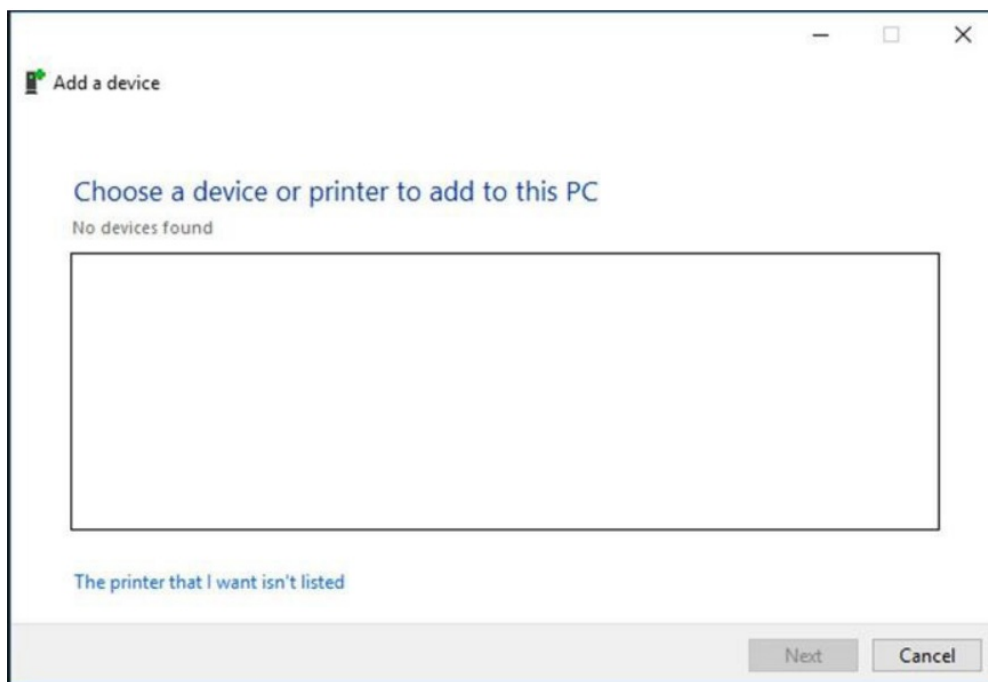 Add a device
Choose a device or printer to add to this PC
No devices found
The printer that I want isn't listed
Next
Cancel